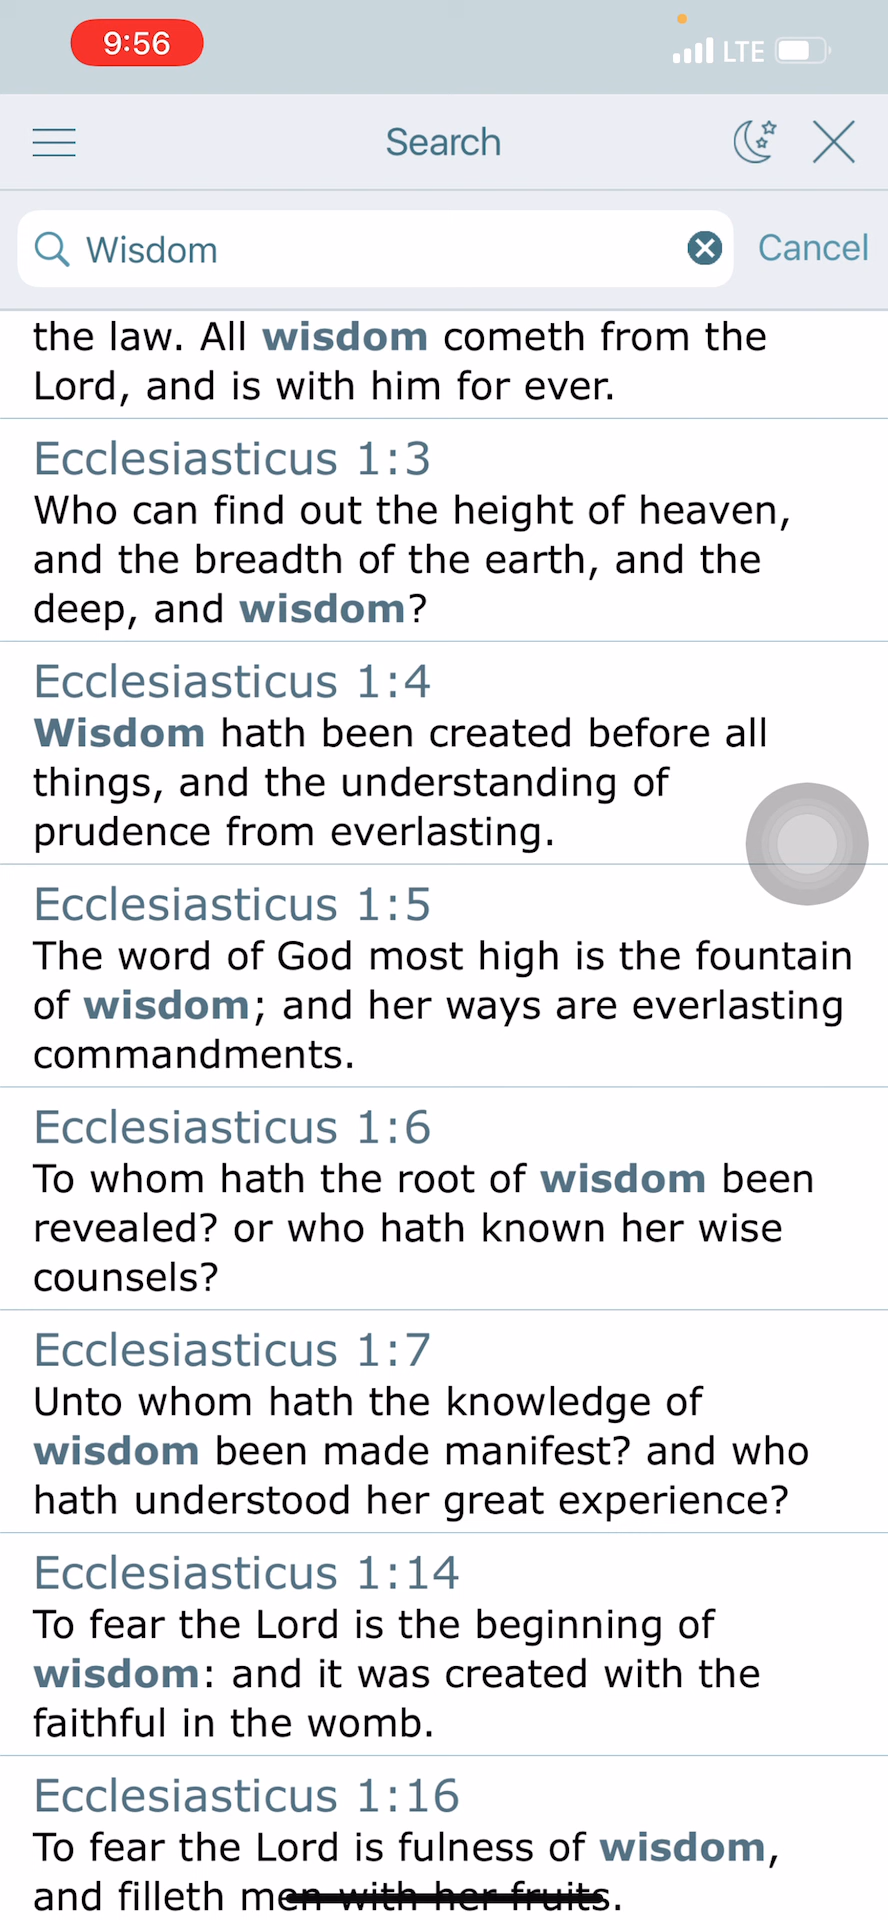 9:56
LTE
Search
Wisdom
Cancel
the law. All wisdom cometh from the
Lord, and is with him for ever.
Ecclesiasticus 1:3
Who can find out the height of heaven,
and the breadth of the earth, and the
deep, and wisdom?
Ecclesiasticus 1:4
Wisdom hath been created before all
things, and the understanding of
prudence from everlasting.
Ecclesiasticus 1:5
The word of God most high is the fountain
of wisdom; and her ways are everlasting
commandments.
Ecclesiasticus 1:6
To whom hath the root of wisdom been
revealed? or who hath known her wise
counsels?
Ecclesiasticus 1:7
Unto whom hath the knowledge of
wisdom been made manifest? and who
hath understood her great experience?
Ecclesiasticus 1:14
To fear the Lord is the beginning of
wisdom: and it was created with the
faithful in the womb.
Ecclesiasticus 1:16
To fear the Lord is fulness of wisdom,
and filleth men with her fruits.